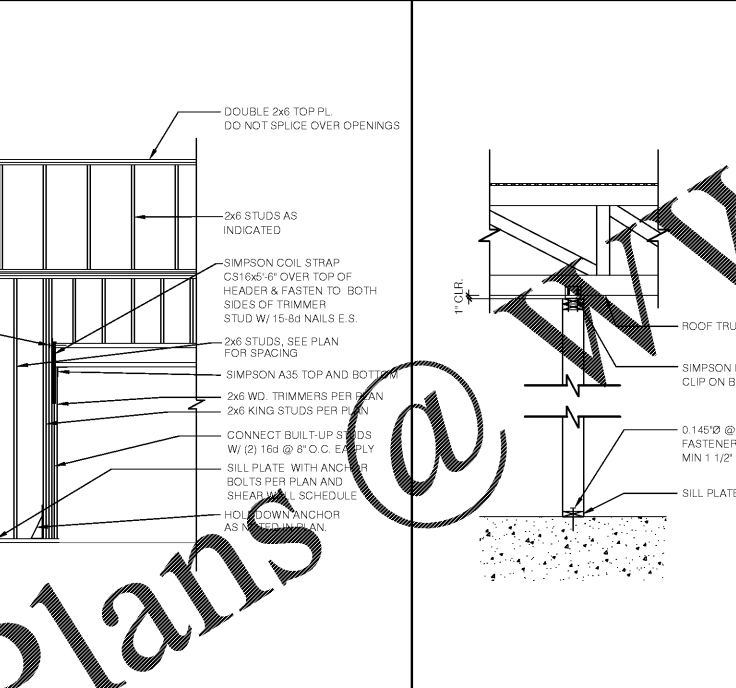 DOUBLE 2x6 TOP PL.
DO NOT SPLICE OVER OPENINGS
2x6 STUDS AS
INDICATED
SIMPSON COIL STRAP
CS16x5'-6" OVER TOP OF
HEADER & FASTEN TO BOTH
SIDES OF TRIMMER
STUD W/ 15-8d NAILS E.S.
2x6 STUDS, SEE PLAN
FOR SPACING
SIMPSON A35 TOP AND BOTTOM
2x6 WD. TRIMMERS PER PLAN
2x6 KING STUDS PER PLAN
CONNECT BUILT-UP STUDS
W/ (2) 16d @ 8" O.C. EA. PLY
SILL PLATE WITH ANCHOR
BOLTS PER PLAN AND
SHEAR WALL SCHEDULE
HOLDOWN ANCHOR
AS NOTED IN PLAN.
1" CLR.
ROOF TRU
SIMPSON
CLIP ON B
0.145"Ø @
FASTENER
MIN 1 1/2"
SILL PLATE
Plans @ ww